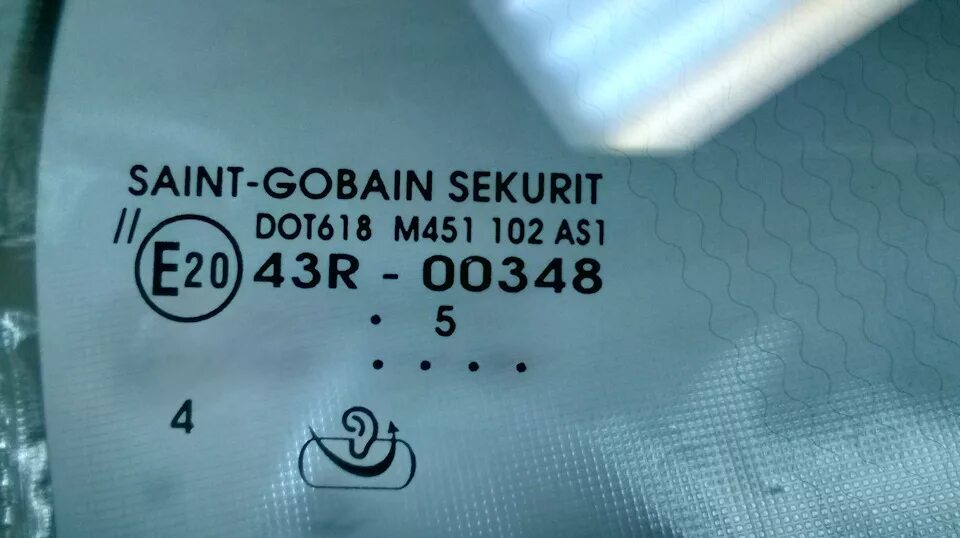 SAINT-GOBAIN SEKURIT
// DOT618 M451 102 AS1
E20 43R - 00348
. 5
. . . .
4